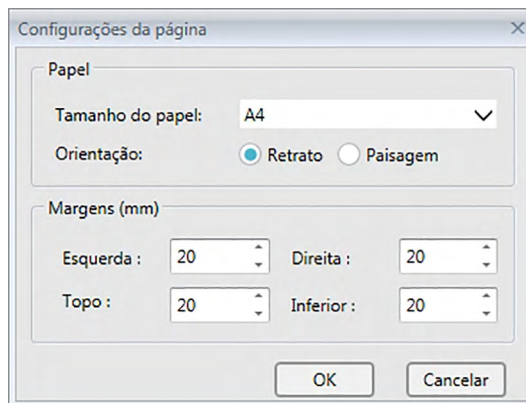 Configurações da página
Papel
Tamanho do papel: A4
Orientação: Retrato Paisagem
Margens (mm)
Esquerda : 20 Direita : 20
Topo : 20 Inferior : 20
OK Cancelar